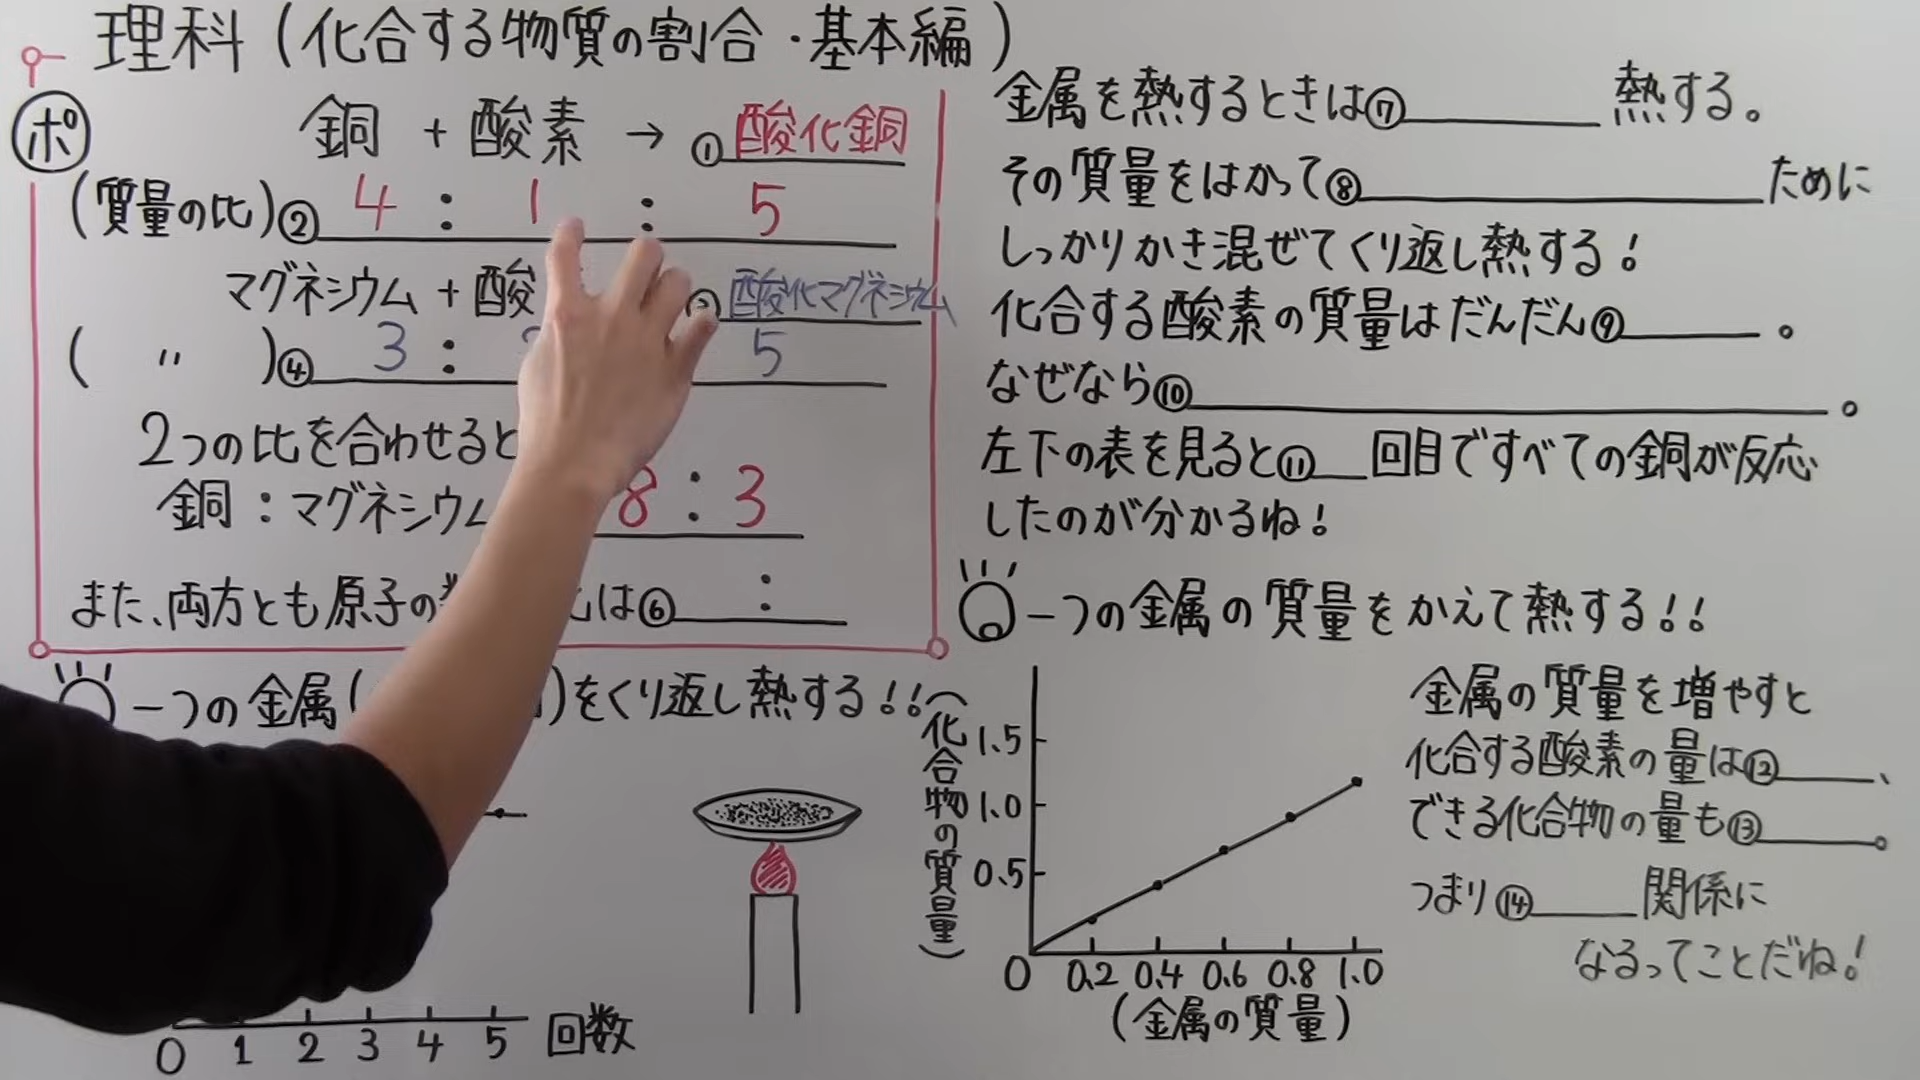 理科(化合する物質の割合・基本編)
ポ
銅 + 酸素 → ①酸化銅
(質量の比)② 4 : 1 : 5
マグネシウム + 酸 酸化マグネシウム
( 〃 )④ 3 : 5
2つの比を合わせると
銅:マグネシウム 8 : 3
また、両方とも原子の は⑥ :
一つの金属( )をくり返し熱する!!
0 1 2 3 4 5 回数
金属を熱するときは⑦ 熱する。
その質量をはかって⑧ ために
しっかりかき混ぜてくり返し熱する!
化合する酸素の質量はだんだん⑨ 。
なぜなら⑩ 。
左下の表を見ると⑪ 回目ですべての銅が反応
したのが分かるね!
一つの金属の質量をかえて熱する!!
(化合物の質量)
1.5
1.0
0.5
0 0.2 0.4 0.6 0.8 1.0
(金属の質量)
金属の質量を増やすと
化合する酸素の量は⑫ 、
できる化合物の量も⑬ 。
つまり⑭ 関係に
なるってことだね!